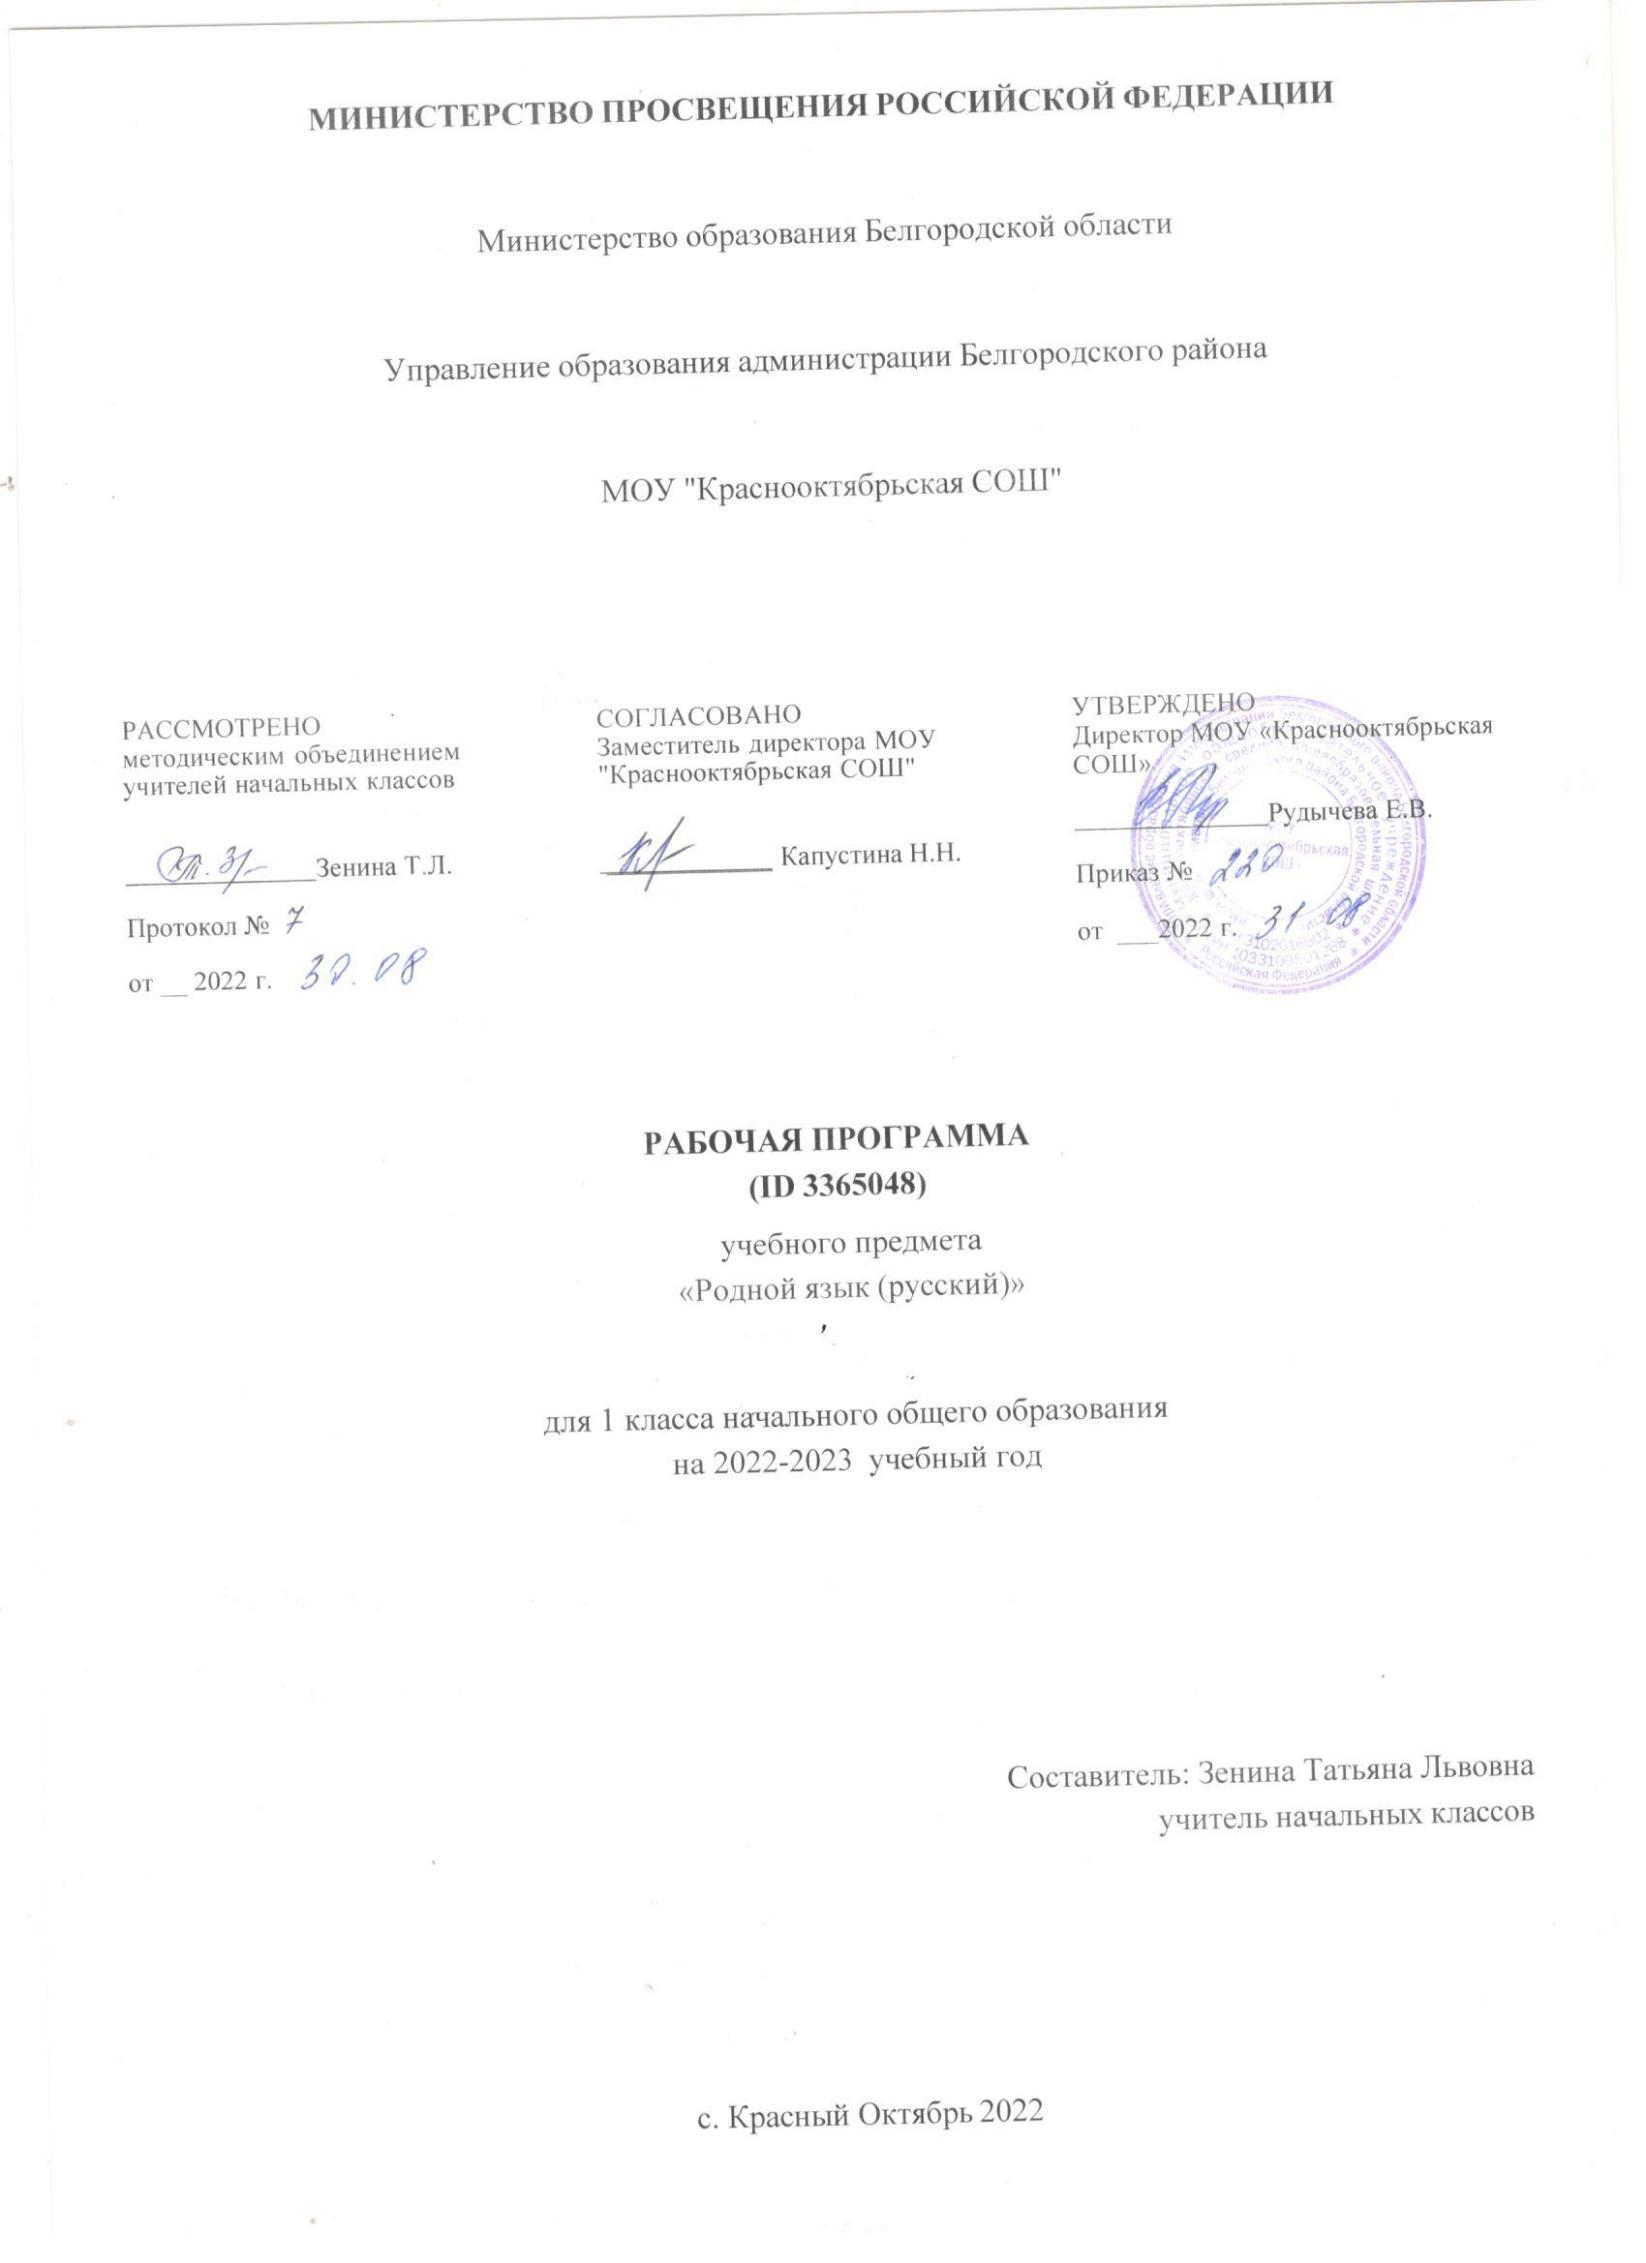 МИНИСТЕРСТВО ПРОСВЕЩЕНИЯ РОССИЙСКОЙ ФЕДЕРАЦИИ
Министерство образования Белгородской области
Управление образования администрации Белгородского района
МОУ "Краснооктябрьская СОШ"
РАССМОТРЕНО
методическим объединением
учителей начальных классов
Зенина Т.Л.
Протокол № 7
от __ 2022 г. 30.08
СОГЛАСОВАНО
Заместитель директора МОУ
"Краснооктябрьская СОШ"
Капустина Н.Н.
УТВЕРЖДЕНО
Директор МОУ «Краснооктябрьская
СОШ»
Рудычева Е.В.
Приказ № 220
от ___2022 г. 31 08
Российская Федерация
РАБОЧАЯ ПРОГРАММА
(ID 3365048)
учебного предмета
«Родной язык (русский)»
для 1 класса начального общего образования
на 2022-2023 учебный год
Составитель: Зенина Татьяна Львовна
учитель начальных классов
с. Красный Октябрь 2022